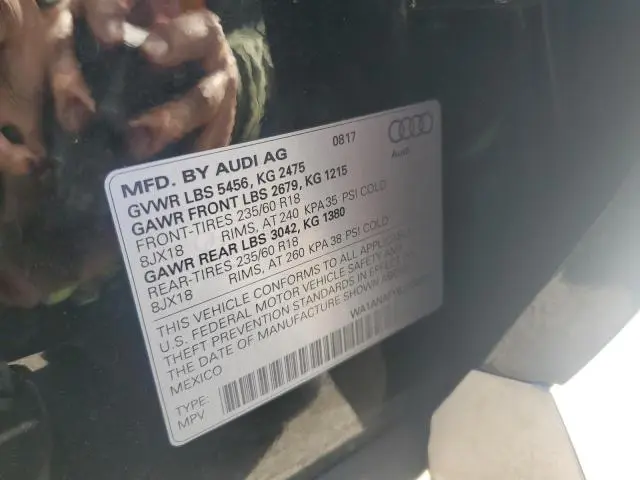 MFD. BY AUDI AG 0817
Audi
GVWR LBS 5456, KG 2475
GAWR FRONT LBS 2679, KG 1215
FRONT-TIRES 235/60 R18
8JX18 RIMS, AT 240 KPA 35 PSI COLD
GAWR REAR LBS 3042, KG 1380
REAR-TIRES 235/60 R18
8JX18 RIMS, AT 260 KPA 38 PSI COLD
THIS VEHICLE CONFORMS TO ALL APPLICABLE
U.S. FEDERAL MOTOR VEHICLE SAFETY AND
THEFT PREVENTION STANDARDS IN EFFECT ON
THE DATE OF MANUFACTURE SHOWN ABOVE
MEXICO
TYPE:
MPV